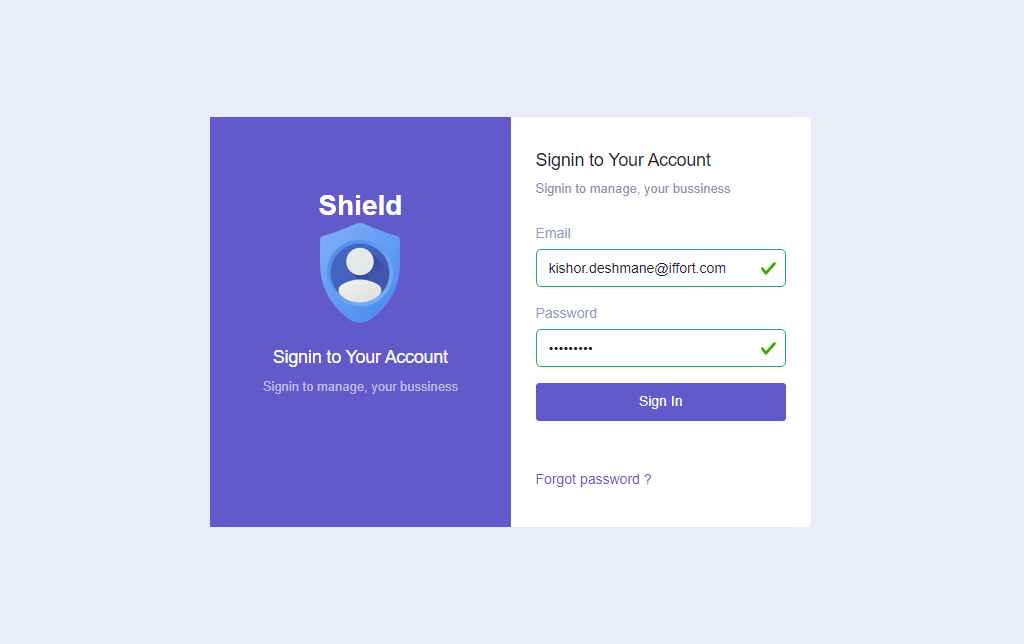 Shield
Signin to Your Account
Signin to manage, your bussiness
Signin to Your Account
Signin to manage, your bussiness
Email
kishor.deshmane@iffort.com
Password
•••••••••
Sign In
Forgot password ?